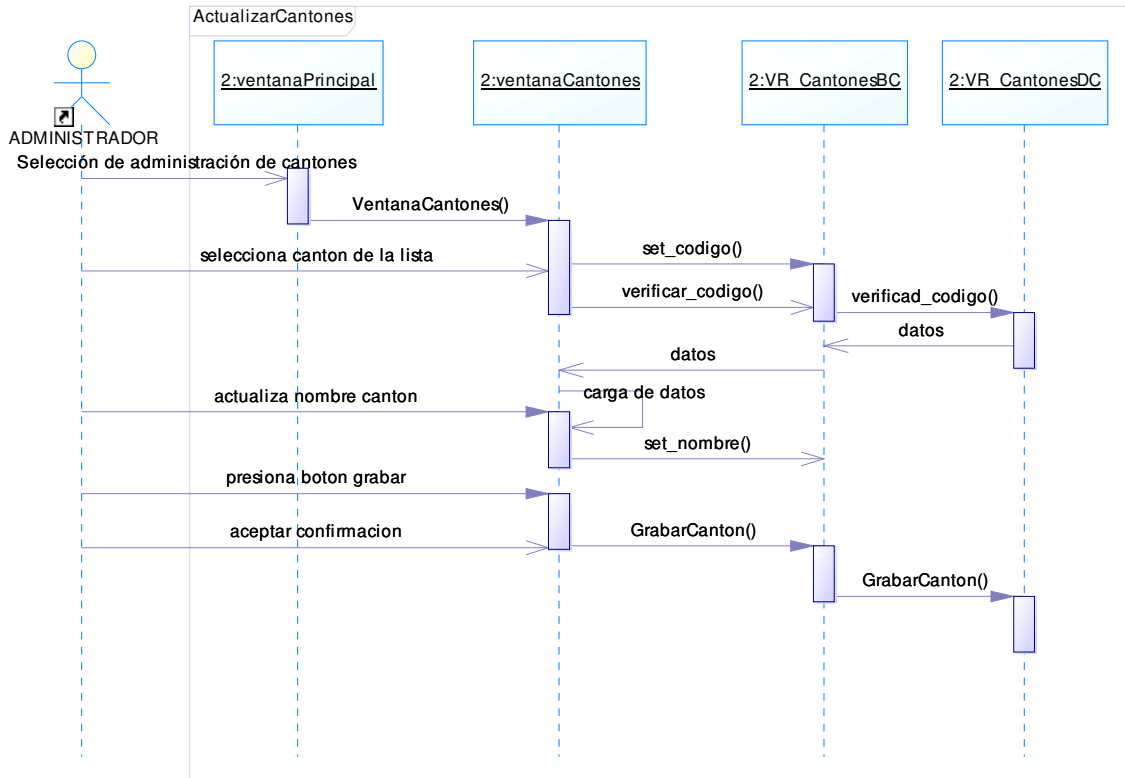 ActualizarCantones
2:ventanaPrincipal
2:ventanaCantones
2:VR_CantonesBC
2:VR_CantonesDC
ADMINISTRADOR
Selección de administración de cantones
VentanaCantones()
selecciona canton de la lista
set_codigo()
verificar_codigo()
verificad_codigo()
datos
datos
carga de datos
actualiza nombre canton
set_nombre()
presiona boton grabar
aceptar confirmacion
GrabarCanton()
GrabarCanton()